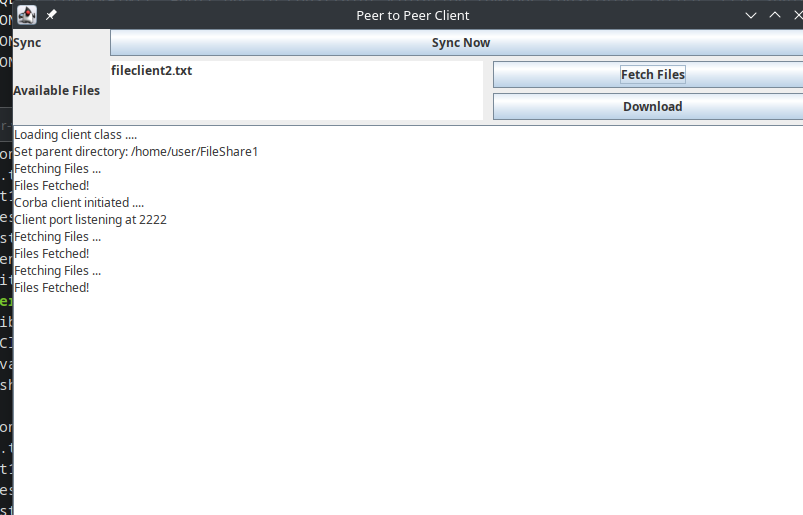 Peer to Peer Client
Sync
Sync Now
Available Files
fileclient2.txt
Fetch Files
Download
Loading client class ....
Set parent directory: /home/user/FileShare1
Fetching Files ...
Files Fetched!
Corba client initiated ....
Client port listening at 2222
Fetching Files ...
Files Fetched!
Fetching Files ...
Files Fetched!